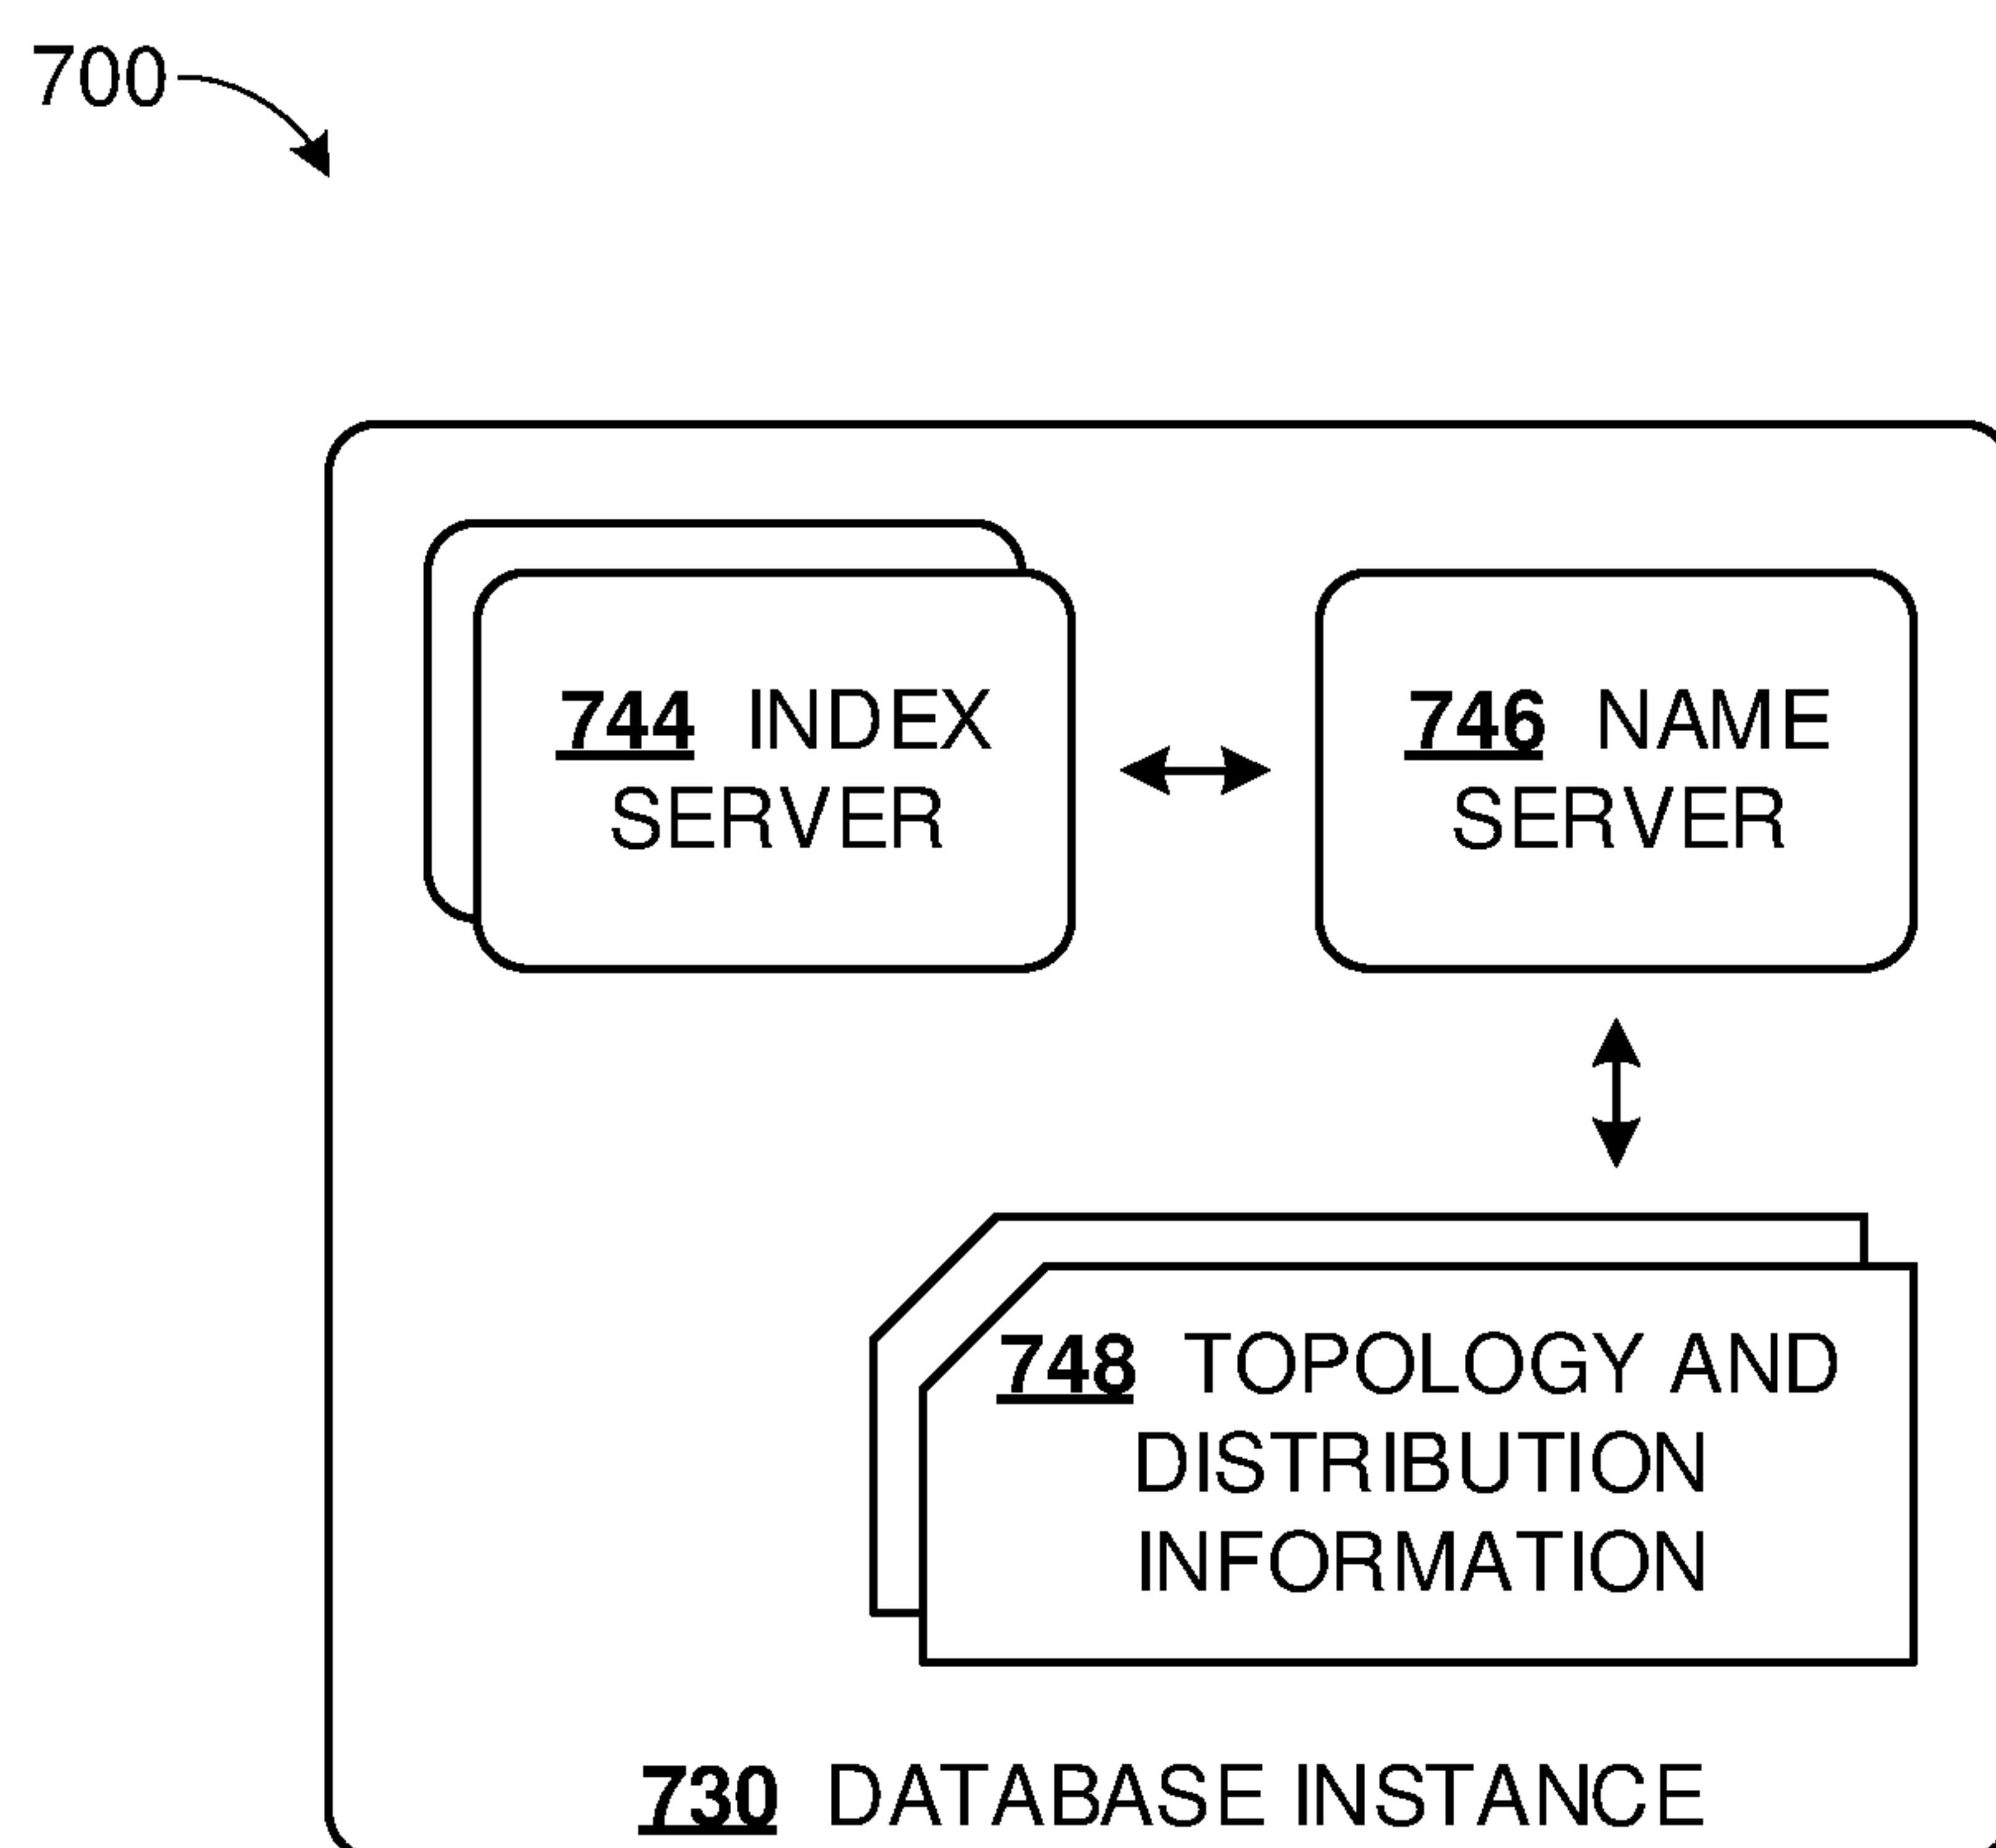 700
744 INDEX
SERVER
746 NAME
SERVER
748 TOPOLOGY AND
DISTRIBUTION
INFORMATION
730 DATABASE INSTANCE